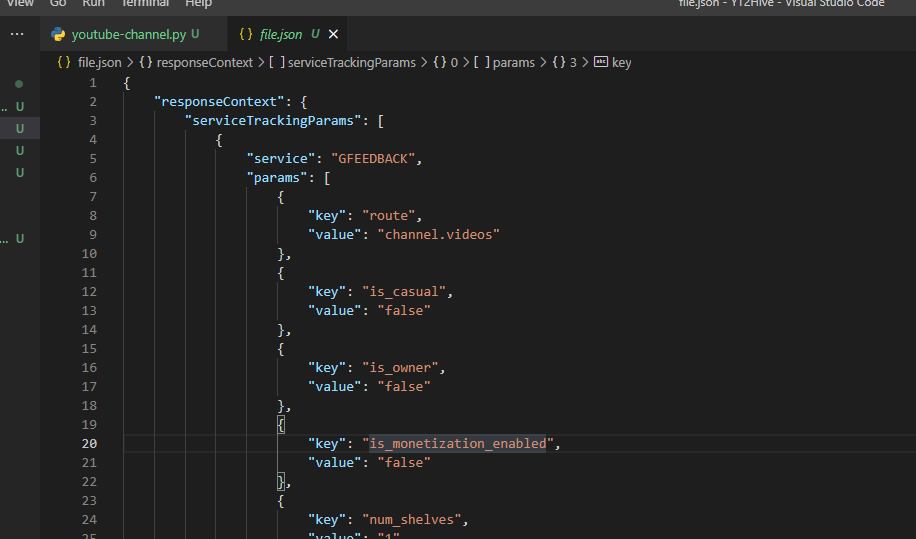 View Go Run Terminal Help file.json - YT2Hive - Visual Studio Code
... youtube-channel.py U {} file.json U ×
{} file.json > {} responseContext > [ ] serviceTrackingParams > {} 0 > [ ] params > {} 3 > abc key
1 {
2 "responseContext": {
3 "serviceTrackingParams": [
4 {
5 "service": "GFEEDBACK",
6 "params": [
7 {
8 "key": "route",
9 "value": "channel.videos"
10 },
11 {
12 "key": "is_casual",
13 "value": "false"
14 },
15 {
16 "key": "is_owner",
17 "value": "false"
18 },
19 {
20 "key": "is_monetization_enabled",
21 "value": "false"
22 },
23 {
24 "key": "num_shelves",
25 "value": "1"
.. U
U
U
U
... U